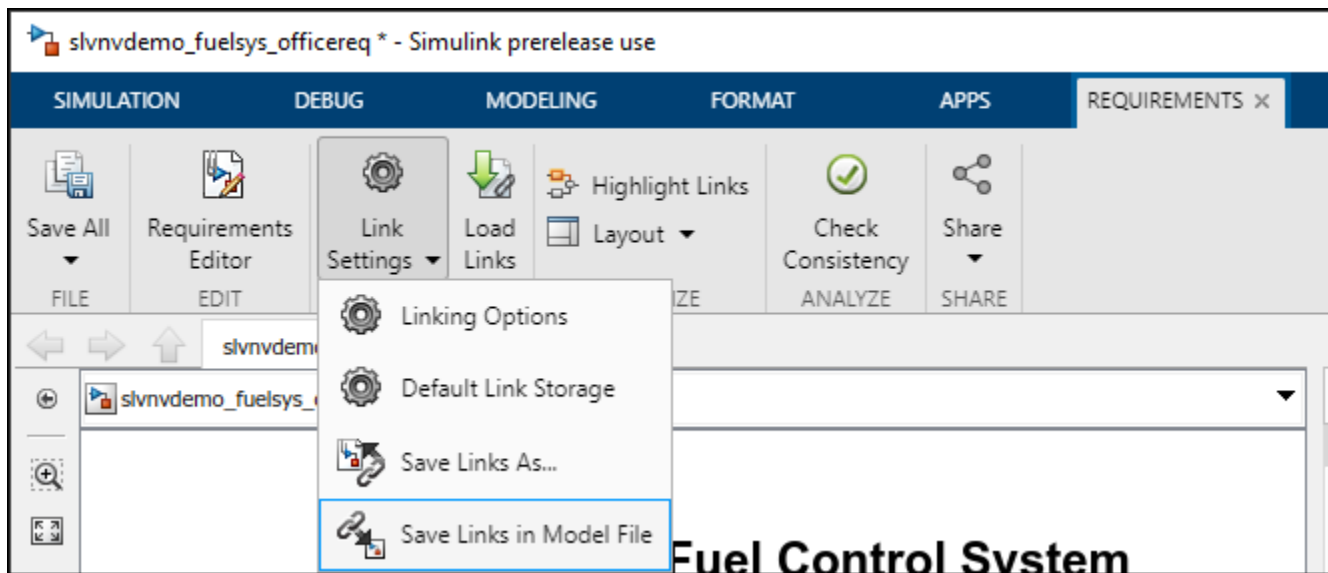 slvnvdemo_fuelsys_officereq * - Simulink prerelease use
SIMULATION DEBUG MODELING FORMAT APPS REQUIREMENTS ×
Save All
Requirements
Editor
Link
Settings
Load
Links
Highlight Links
Layout
Check
Consistency
Share
FILE EDIT IZE ANALYZE SHARE
slvnvdem
slvnvdemo_fuelsys_
Linking Options
Default Link Storage
Save Links As...
Save Links in Model File
Fuel Control System